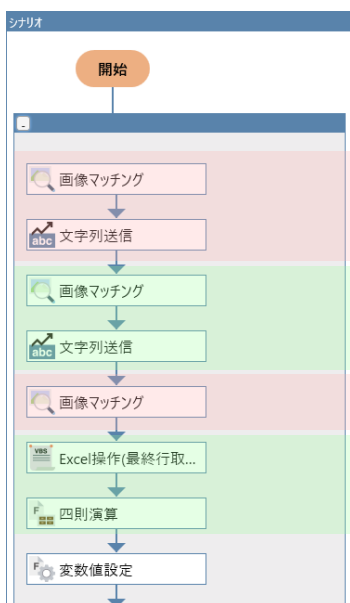 シナリオ
開始
-
画像マッチング
abc 文字列送信
画像マッチング
abc 文字列送信
画像マッチング
VBS Excel操作(最終行取...
F 四則演算
F 変数値設定